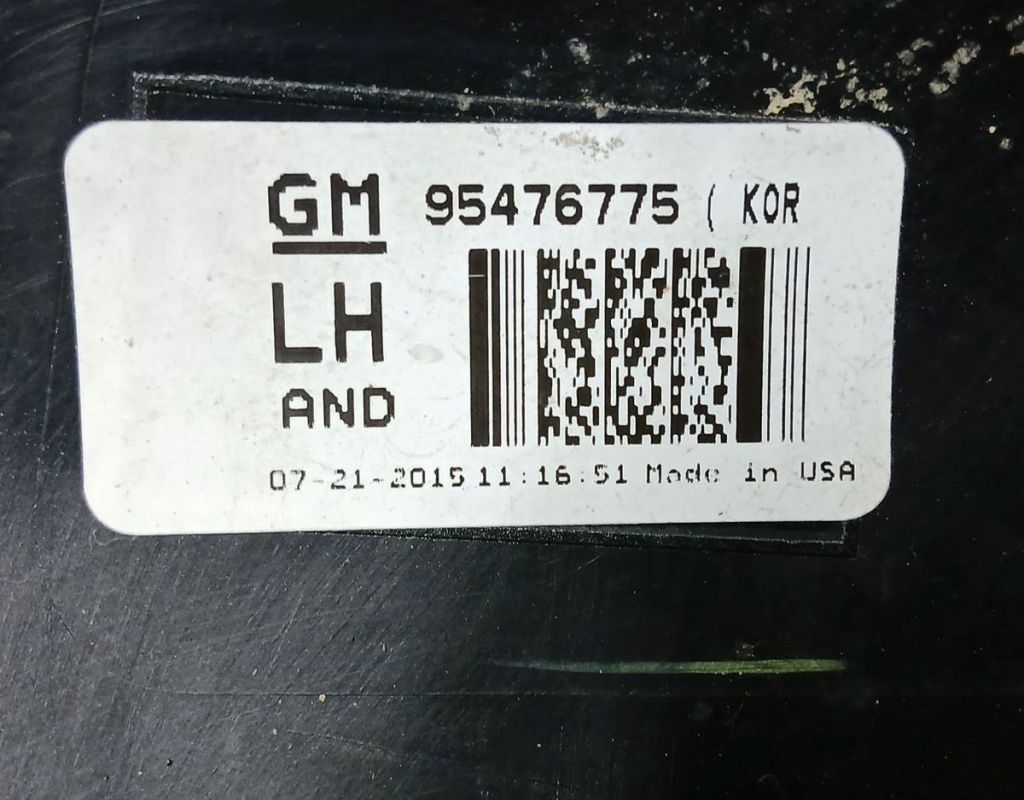 GM 95476775 ( KOR
LH
AND
07-21-2015 11:16:51 Made in USA